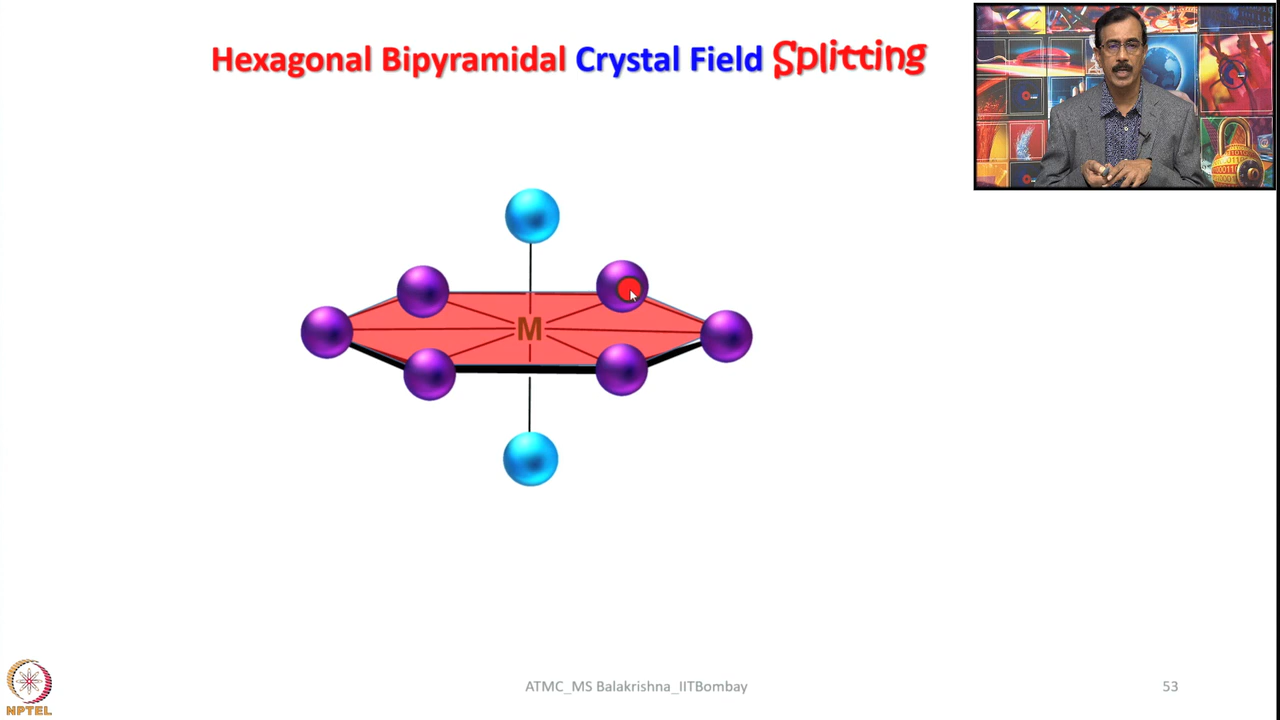 Hexagonal Bipyramidal Crystal Field Splitting
M
ATMC_MS Balakrishna_IITBombay
53
NPTEL